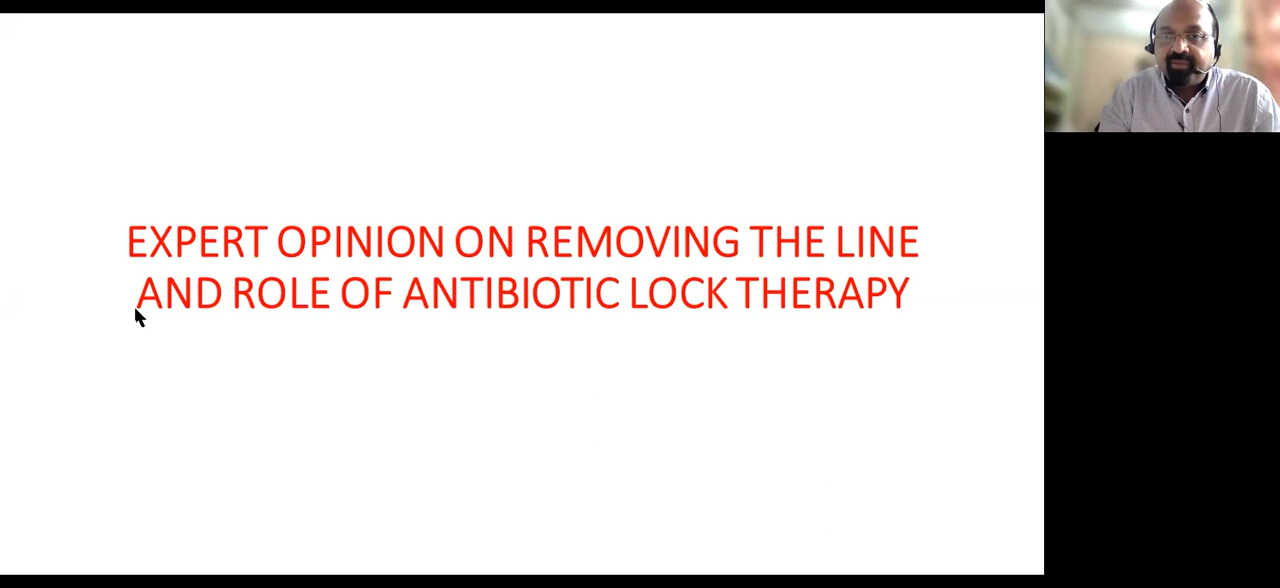 EXPERT OPINION ON REMOVING THE LINE
AND ROLE OF ANTIBIOTIC LOCK THERAPY